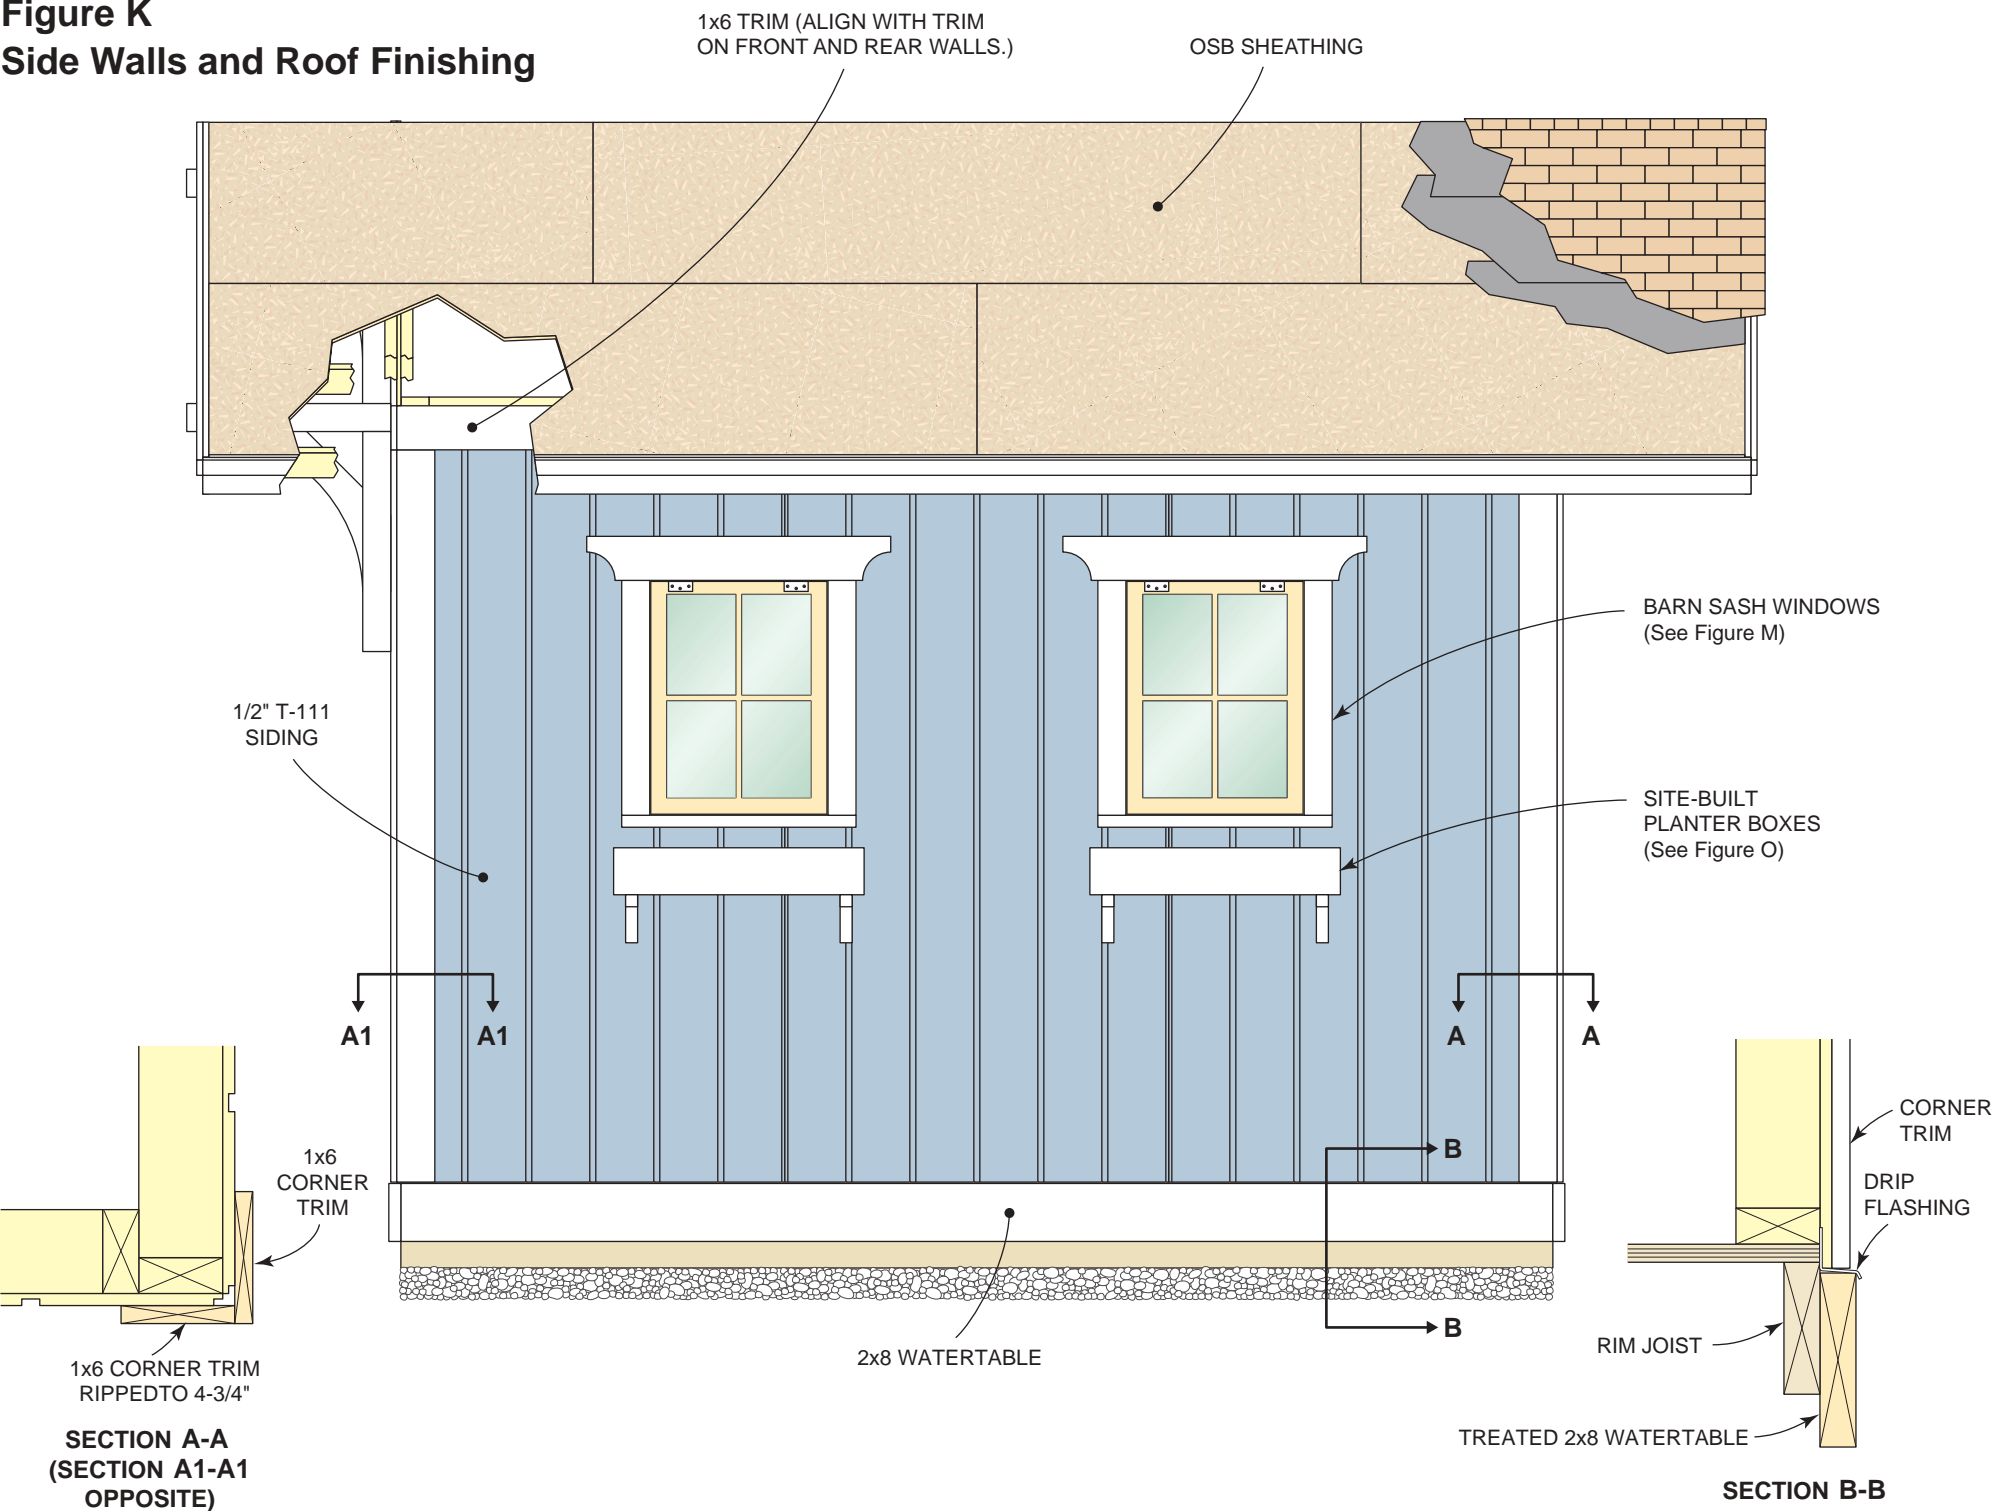 Figure K
Side Walls and Roof Finishing
1x6 TRIM (ALIGN WITH TRIM
ON FRONT AND REAR WALLS.)
OSB SHEATHING
BARN SASH WINDOWS
(See Figure M)
1/2" T-111
SIDING
SITE-BUILT
PLANTER BOXES
(See Figure O)
A1
A1
A
A
1x6
CORNER
TRIM
B
B
CORNER
TRIM
DRIP
FLASHING
1x6 CORNER TRIM
RIPPEDTO 4-3/4"
2x8 WATERTABLE
RIM JOIST
TREATED 2x8 WATERTABLE
SECTION A-A
(SECTION A1-A1
OPPOSITE)
SECTION B-B